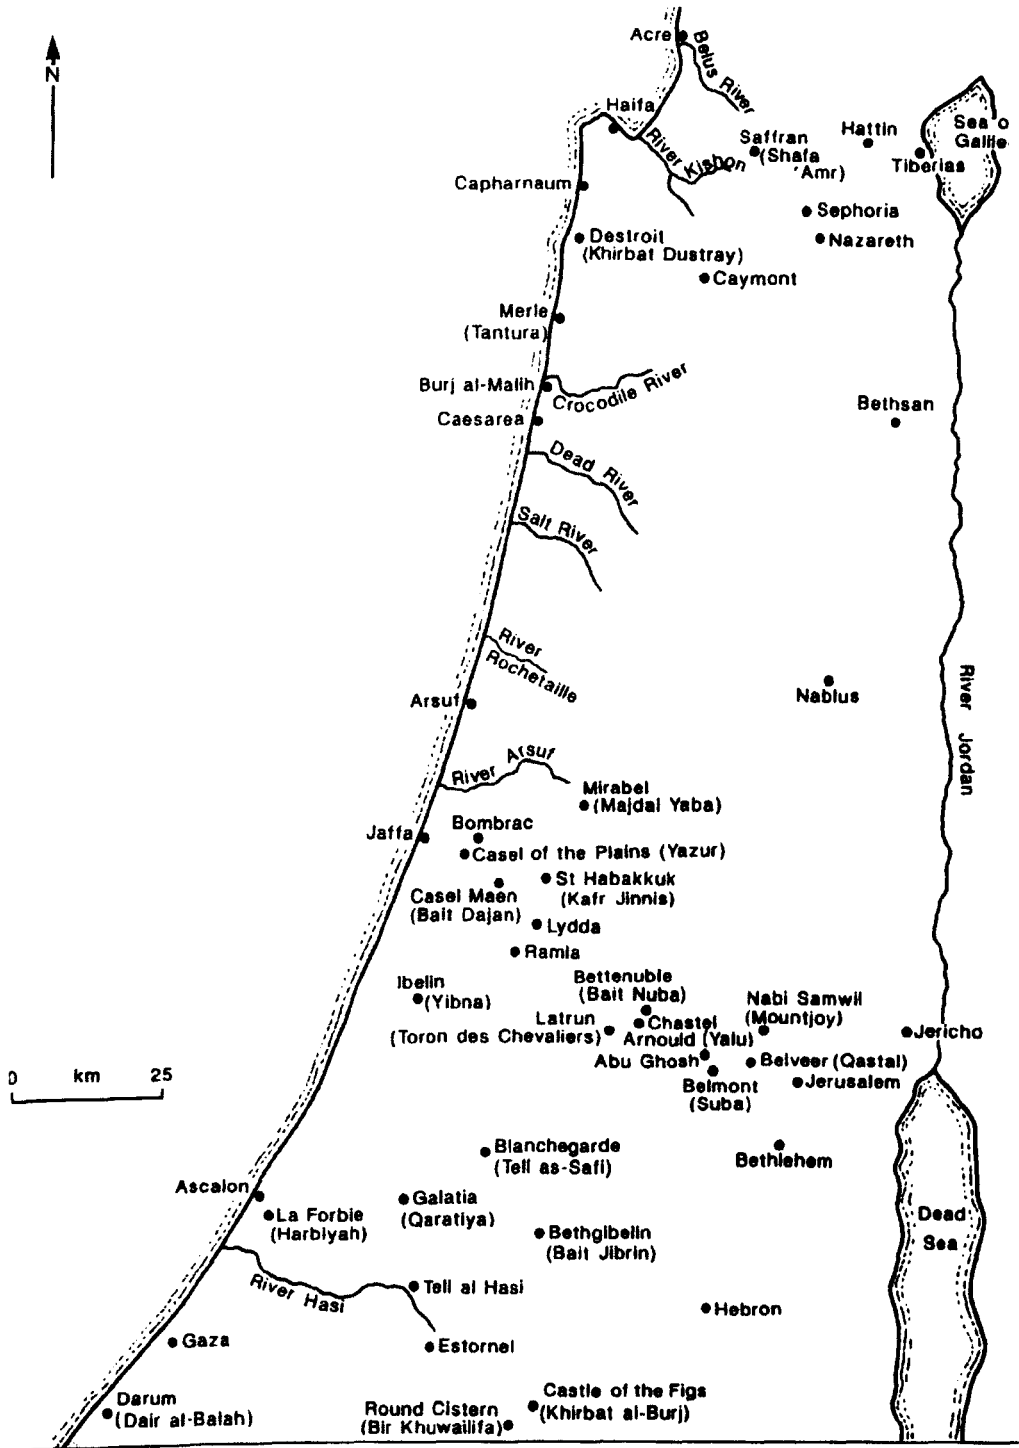 Acre
Belus River
N
Haifa
River Kishon
Saffran
(Shafa
'Amr)
Hattin
Sea o
Galile
Tiberias
Capharnaum
Sephoria
Destroit
(Khirbat Dustray)
Nazareth
Caymont
Merle
(Tantura)
Burj al-Malih
Crocodile River
Caesarea
Bethsan
Dead River
Salt River
River
Rochetaille
River Jordan
Arsuf
Nablus
River Arsuf
Mirabel
(Majdal Yaba)
Jaffa
Bombrac
Casel of the Plains (Yazur)
St Habakkuk
(Kafr Jinnis)
Casel Maen
(Bait Dajan)
Lydda
Ramla
Ibelin
(Yibna)
Bettenuble
(Bait Nuba)
Nabi Samwil
(Mountjoy)
Latrun
(Toron des Chevaliers)
Chastel
Arnould (Yalu)
Jericho
Abu Ghosh
Belveer (Qastal)
Belmont
(Suba)
Jerusalem
0 km 25
Blanchegarde
(Tell as-Safi)
Bethlehem
Ascalon
La Forbie
(Harbiyah)
Galatia
(Qaratiya)
Bethgibelin
(Bait Jibrin)
Dead
Sea
River Hasi
Tell al Hasi
Hebron
Gaza
Estornel
Darum
(Dair al-Balah)
Castle of the Figs
(Khirbat al-Burj)
Round Cistern
(Bir Khuwailifa)